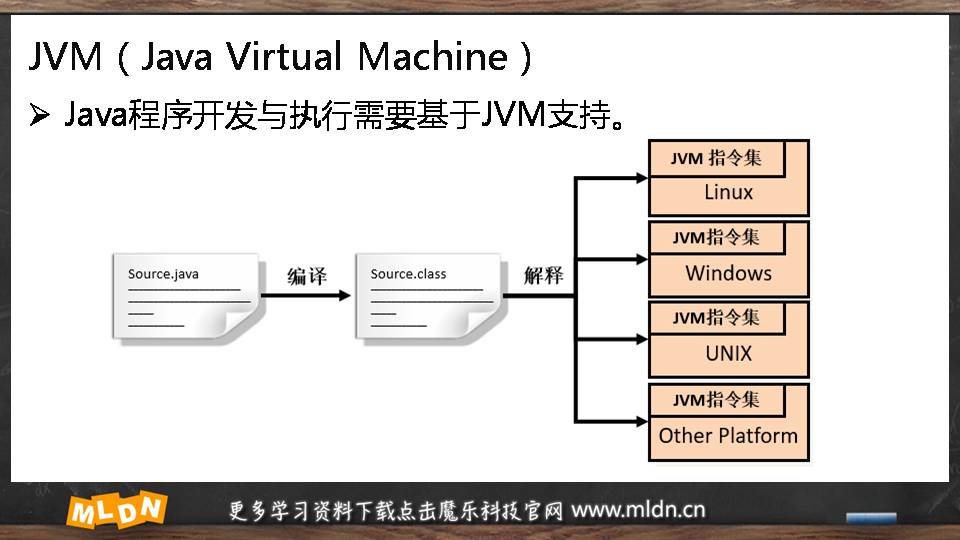 JVM（Java Virtual Machine）
Java程序开发与执行需要基于JVM支持。
Source.java
编译
Source.class
解释
JVM 指令集
Linux
JVM指令集
Windows
JVM指令集
UNIX
JVM指令集
Other Platform
MLDN
更多学习资料下载点击魔乐科技官网 www.mldn.cn